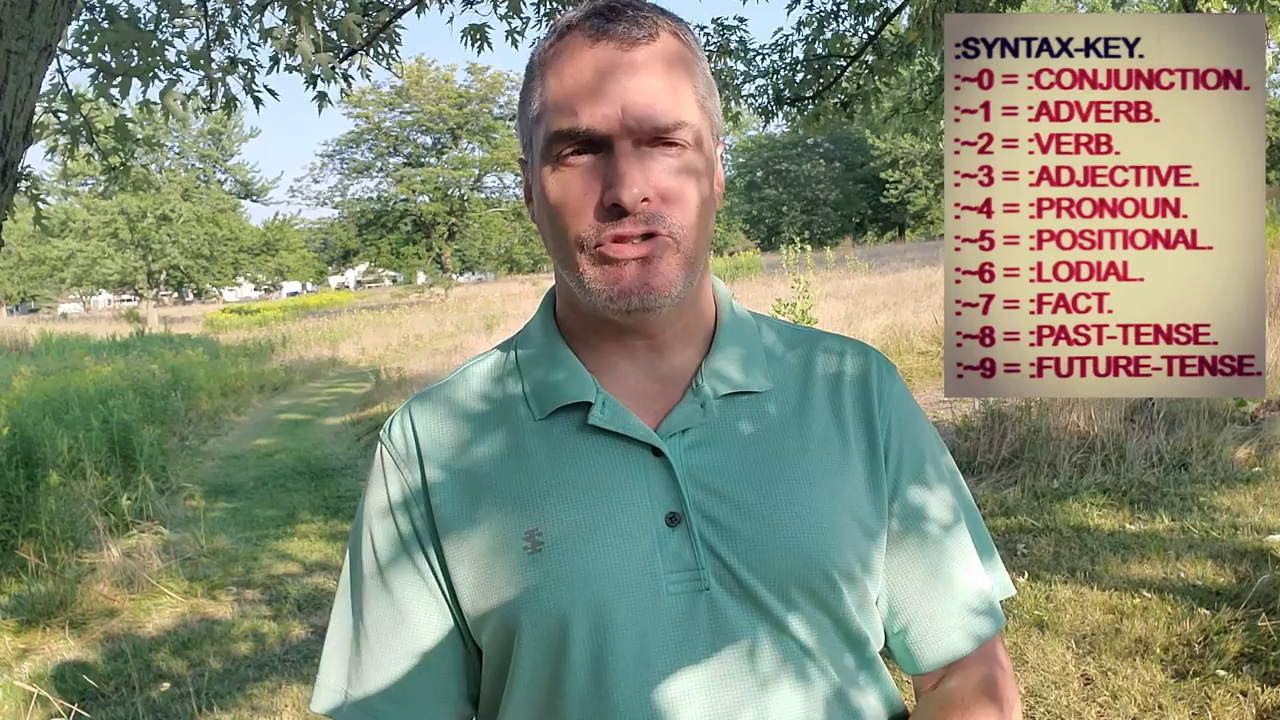 :SYNTAX-KEY.
:~0 = :CONJUNCTION.
:~1 = :ADVERB.
:~2 = :VERB.
:~3 = :ADJECTIVE.
:~4 = :PRONOUN.
:~5 = :POSITIONAL.
:~6 = :LODIAL.
:~7 = :FACT.
:~8 = :PAST-TENSE.
:~9 = :FUTURE-TENSE.